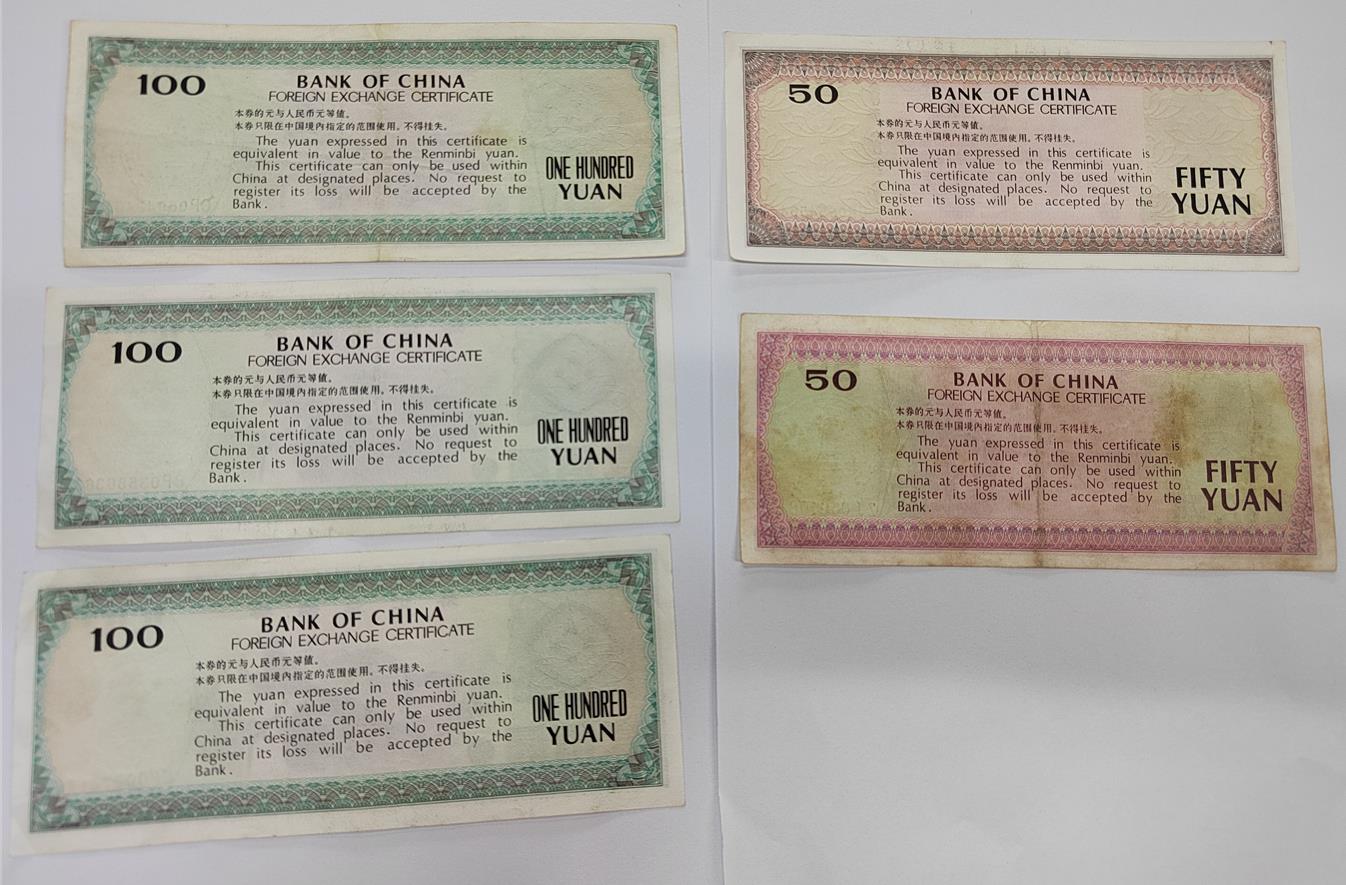 100
BANK OF CHINA
FOREIGN EXCHANGE CERTIFICATE
本券的元与人民币元等值。
本券只限在中国境内指定的范围使用。不得挂失。
The yuan expressed in this certificate is
equivalent in value to the Renminbi yuan.
This certificate can only be used within
China at designated places. No request to
register its loss will be accepted by the
Bank.
ONE HUNDRED
YUAN
100
BANK OF CHINA
FOREIGN EXCHANGE CERTIFICATE
本券的元与人民币元等值。
本券只限在中国境内指定的范围使用。不得挂失。
The yuan expressed in this certificate is
equivalent in value to the Renminbi yuan.
This certificate can only be used within
China at designated places. No request to
register its loss will be accepted by the
Bank.
ONE HUNDRED
YUAN
100
BANK OF CHINA
FOREIGN EXCHANGE CERTIFICATE
本券的元与人民币元等值。
本券只限在中国境内指定的范围使用。不得挂失。
The yuan expressed in this certificate is
equivalent in value to the Renminbi yuan.
This certificate can only be used within
China at designated places. No request to
register its loss will be accepted by the
Bank.
ONE HUNDRED
YUAN
50
BANK OF CHINA
FOREIGN EXCHANGE CERTIFICATE
本券的元与人民币元等值。
本券只限在中国境内指定的范围使用。不得挂失。
The yuan expressed in this certificate is
equivalent in value to the Renminbi yuan.
This certificate can only be used within
China at designated places. No request to
register its loss will be accepted by the
Bank.
FIFTY
YUAN
50
BANK OF CHINA
FOREIGN EXCHANGE CERTIFICATE
本券的元与人民币元等值。
本券只限在中国境内指定的范围使用。不得挂失。
The yuan expressed in this certificate is
equivalent in value to the Renminbi yuan.
This certificate can only be used within
China at designated places. No request to
register its loss will be accepted by the
Bank.
FIFTY
YUAN